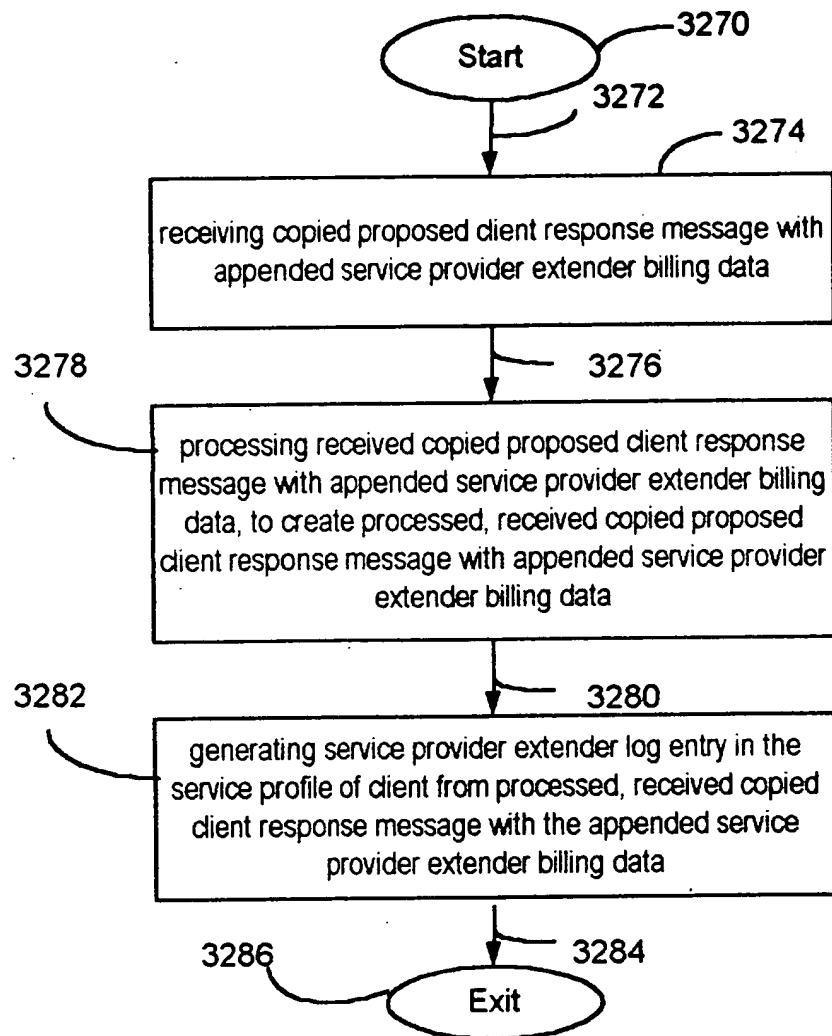 Start
3270
3272
3274
receiving copied proposed client response message with
appended service provider extender billing data
3276
3278
processing received copied proposed client response
message with appended service provider extender billing
data, to create processed, received copied proposed
client response message with appended service provider
extender billing data
3280
3282
generating service provider extender log entry in the
service profile of client from processed, received copied
client response message with the appended service
provider extender billing data
3284
3286
Exit